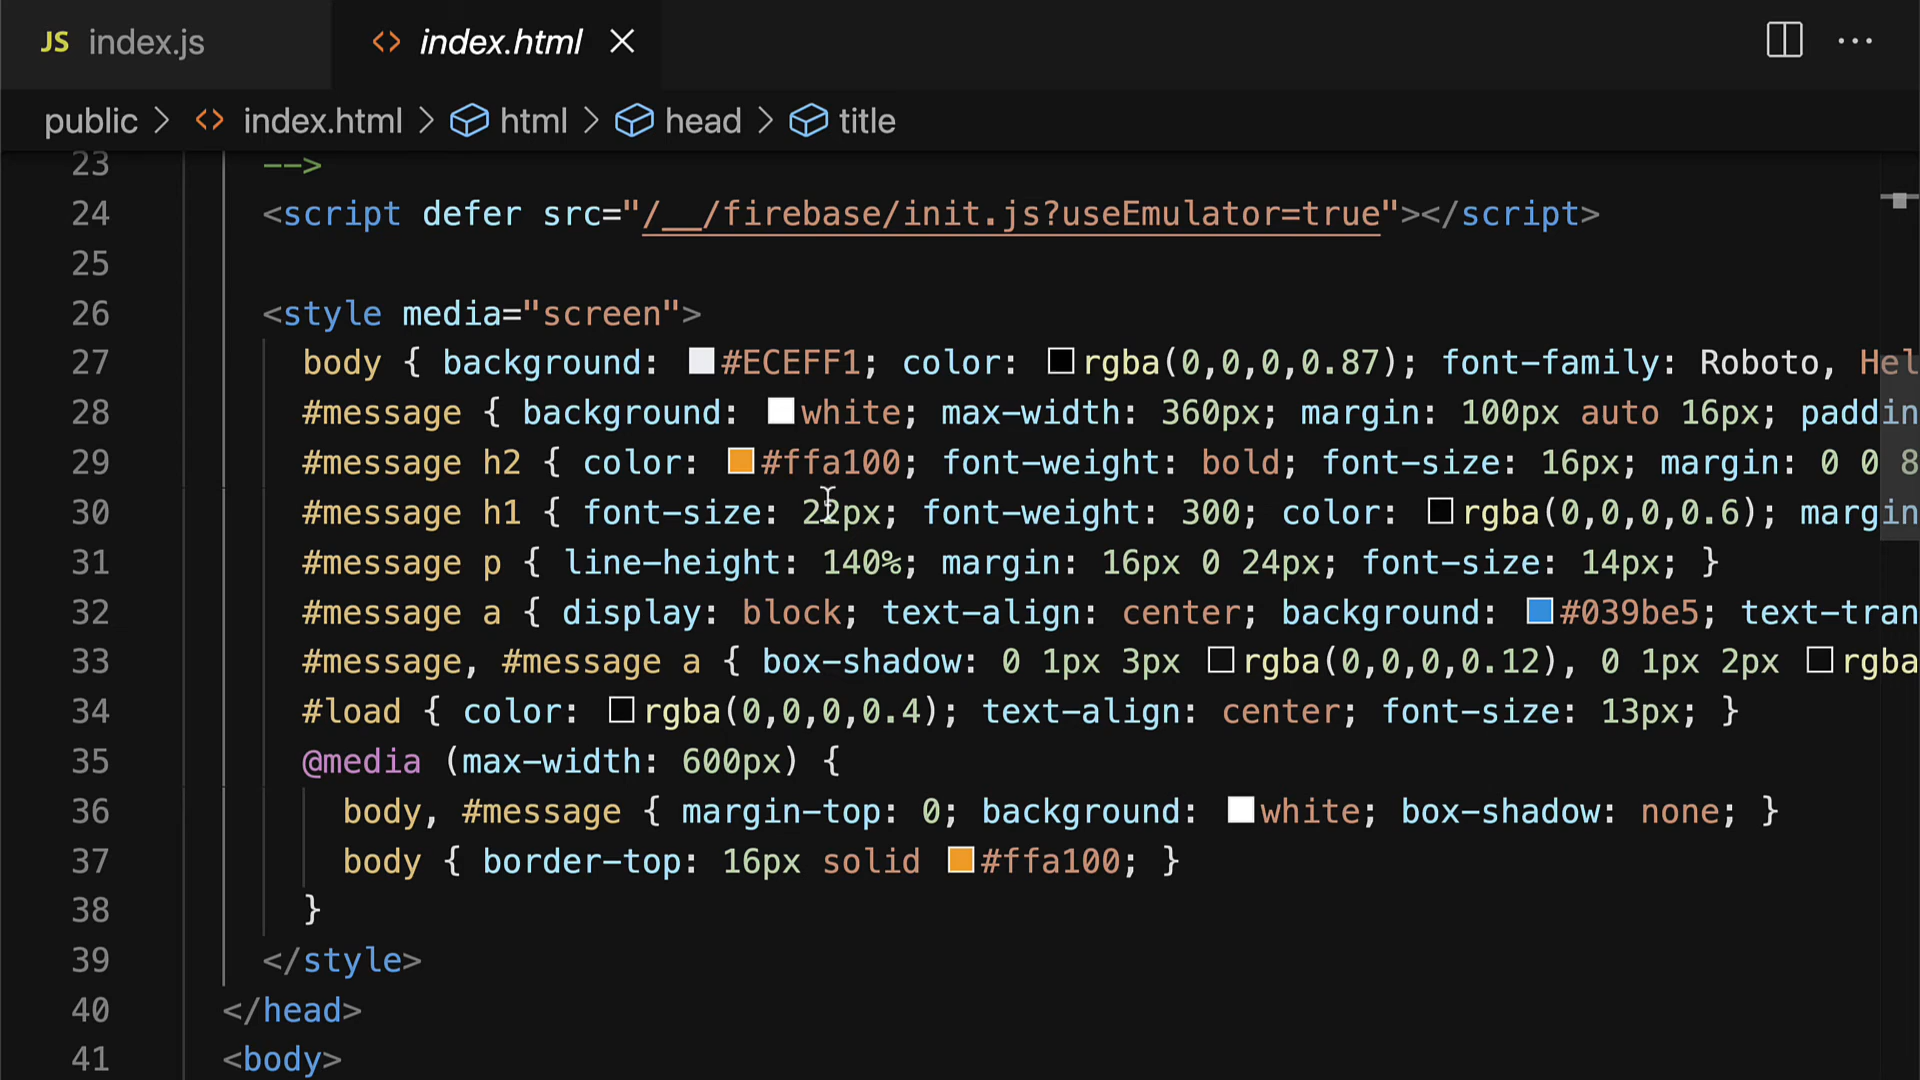 JS index.js
<> index.html ×
public > <> index.html > html > head > title
23 -->
24 <script defer src="/__/firebase/init.js?useEmulator=true"></script>
25
26 <style media="screen">
27 body { background: #ECEFF1; color: rgba(0,0,0,0.87); font-family: Roboto, Hel
28 #message { background: white; max-width: 360px; margin: 100px auto 16px; paddin
29 #message h2 { color: #ffa100; font-weight: bold; font-size: 16px; margin: 0 0 8
30 #message h1 { font-size: 22px; font-weight: 300; color: rgba(0,0,0,0.6); margin
31 #message p { line-height: 140%; margin: 16px 0 24px; font-size: 14px; }
32 #message a { display: block; text-align: center; background: #039be5; text-tran
33 #message, #message a { box-shadow: 0 1px 3px rgba(0,0,0,0.12), 0 1px 2px rgba
34 #load { color: rgba(0,0,0,0.4); text-align: center; font-size: 13px; }
35 @media (max-width: 600px) {
36 body, #message { margin-top: 0; background: white; box-shadow: none; }
37 body { border-top: 16px solid #ffa100; }
38 }
39 </style>
40 </head>
41 <body>